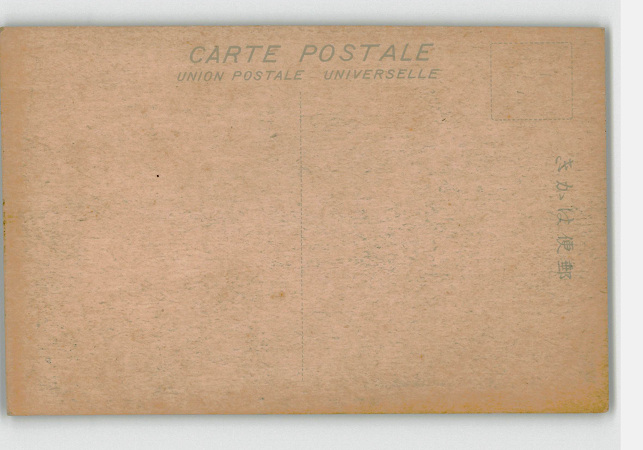 CARTE POSTALE
UNION POSTALE UNIVERSELLE
きかは便郵